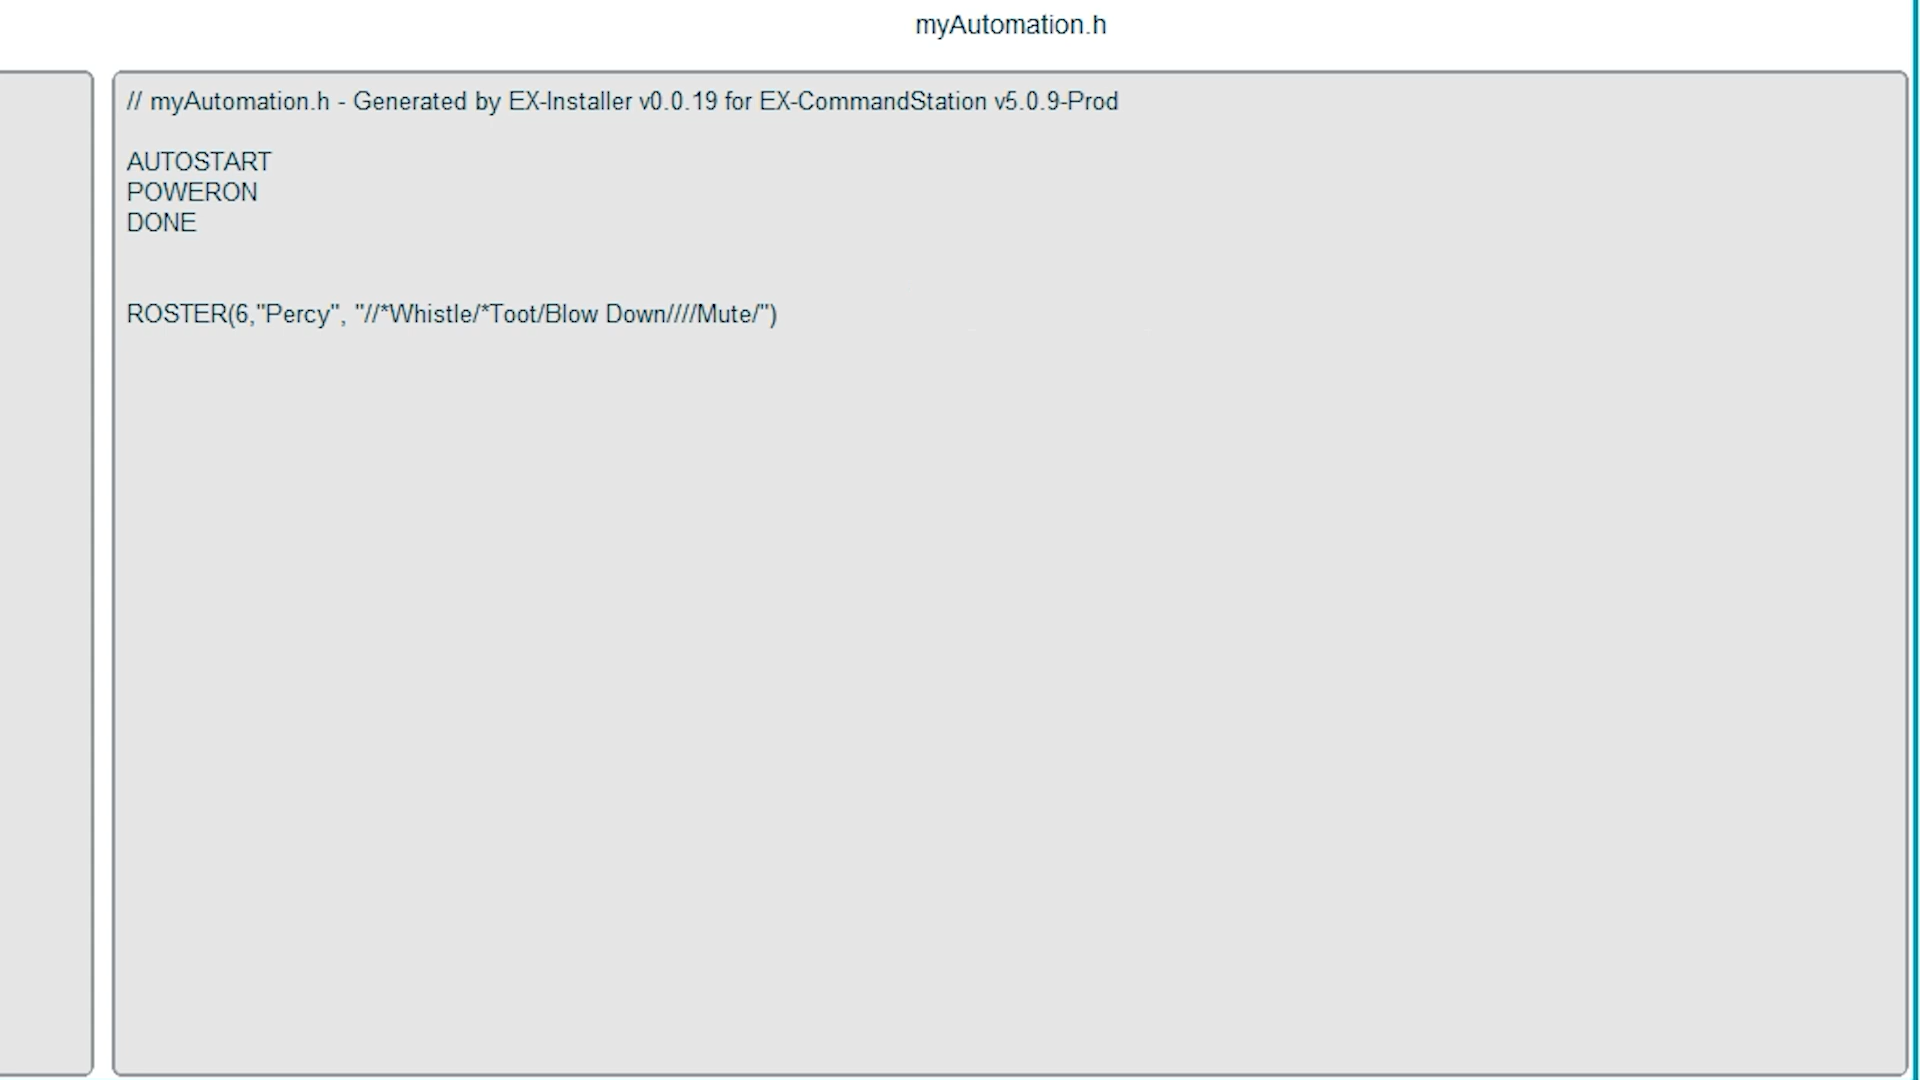 myAutomation.h
// myAutomation.h - Generated by EX-Installer v0.0.19 for EX-CommandStation v5.0.9-Prod
AUTOSTART
POWERON
DONE
ROSTER(6,"Percy", "//*Whistle/*Toot/Blow Down////Mute/")